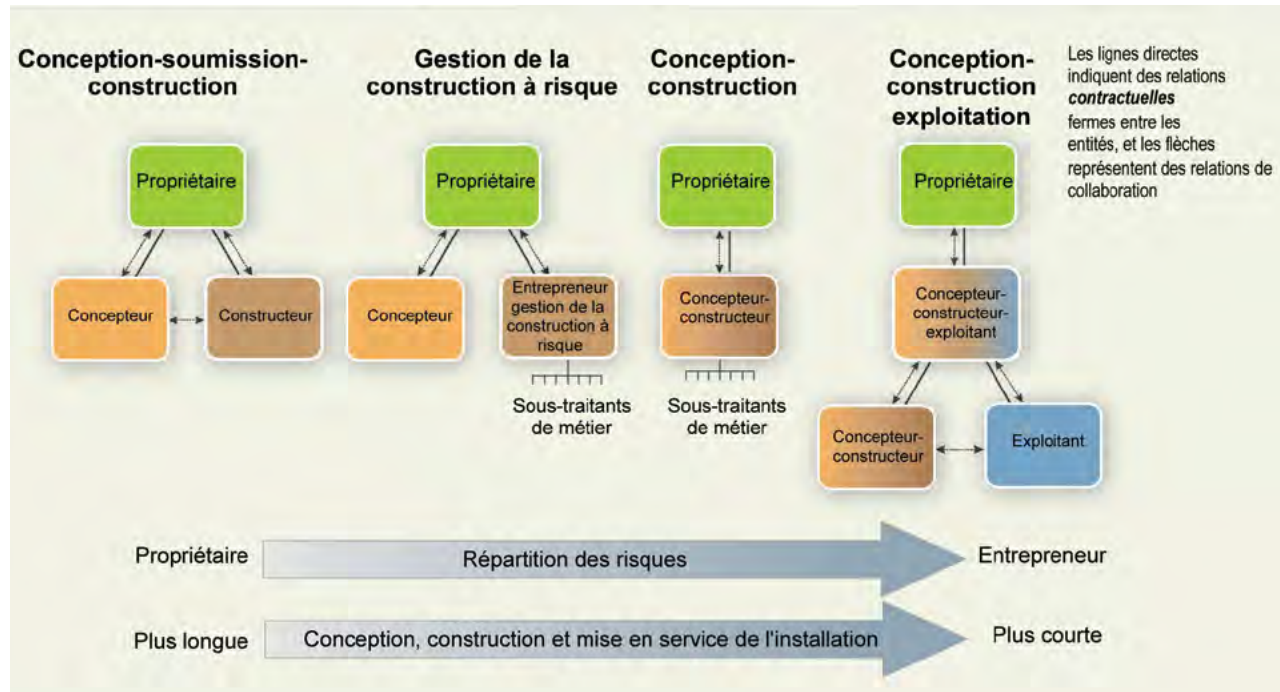 Conception-soumission-
construction
Propriétaire
Concepteur
Constructeur
Gestion de la
construction à risque
Propriétaire
Concepteur
Entrepreneur
gestion de la
construction à
risque
Sous-traitants
de métier
Conception-
construction
Propriétaire
Concepteur-
constructeur
Sous-traitants
de métier
Conception-
construction
exploitation
Propriétaire
Concepteur-
constructeur-
exploitant
Concepteur-
constructeur
Exploitant
Les lignes directes
indiquent des relations
contractuelles
fermes entre les
entités, et les flèches
représentent des relations de
collaboration
Propriétaire
Répartition des risques
Entrepreneur
Plus longue
Conception, construction et mise en service de l'installation
Plus courte